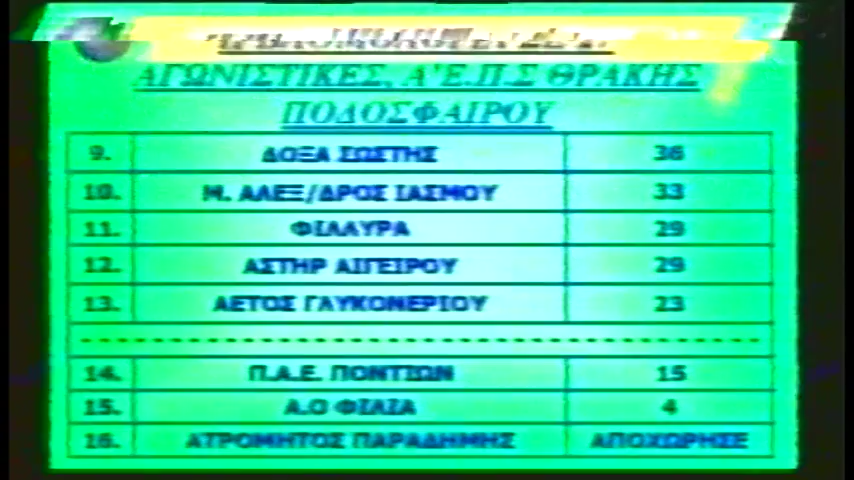 ΑΓΩΝΙΣΤΙΚΕΣ, Α'Ε.Π.Σ ΘΡΑΚΗΣ
ΠΟΔΟΣΦΑΙΡΟΥ
9. ΔΟΞΑ ΣΩΣΤΗΣ 36
10. Μ. ΑΛΕΞ/ΔΡΟΣ ΙΑΣΜΟΥ 33
11. ΦΙΛΛΥΡΑ 29
12. ΑΣΤΗΡ ΑΙΓΕΙΡΟΥ 29
13. ΑΕΤΟΣ ΓΛΥΚΟΝΕΡΙΟΥ 23
14. Π.Α.Ε. ΠΟΝΤΙΩΝ 15
15. Α.Ο ΦΙΛΙΑ 4
16. ΑΤΡΟΜΗΤΟΣ ΠΑΡΑΔΗΜΗΣ ΑΠΟΧΩΡΗΣΕ